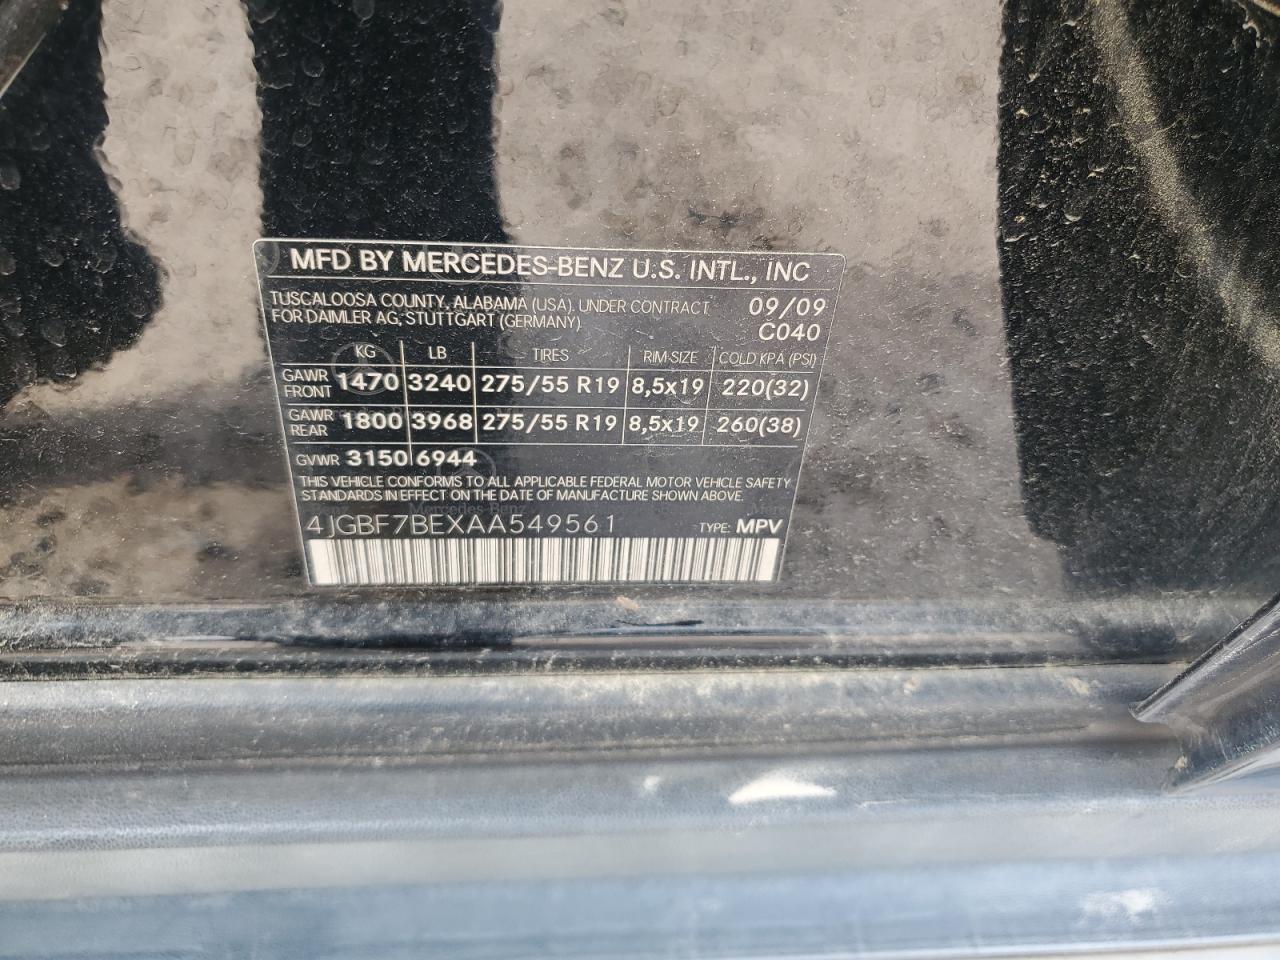 MFD BY MERCEDES-BENZ U.S. INTL., INC
TUSCALOOSA COUNTY, ALABAMA (USA). UNDER CONTRACT 09/09
FOR DAIMLER AG, STUTTGART (GERMANY) C040
KG LB TIRES RIM-SIZE COLD KPA (PSI)
GAWR FRONT 1470 3240 275/55 R19 8,5x19 220(32)
GAWR REAR 1800 3968 275/55 R19 8,5x19 260(38)
GVWR 3150 6944
THIS VEHICLE CONFORMS TO ALL APPLICABLE FEDERAL MOTOR VEHICLE SAFETY
STANDARDS IN EFFECT ON THE DATE OF MANUFACTURE SHOWN ABOVE.
Mercedes-Benz
4JGBF7BEXAA549561 TYPE: MPV